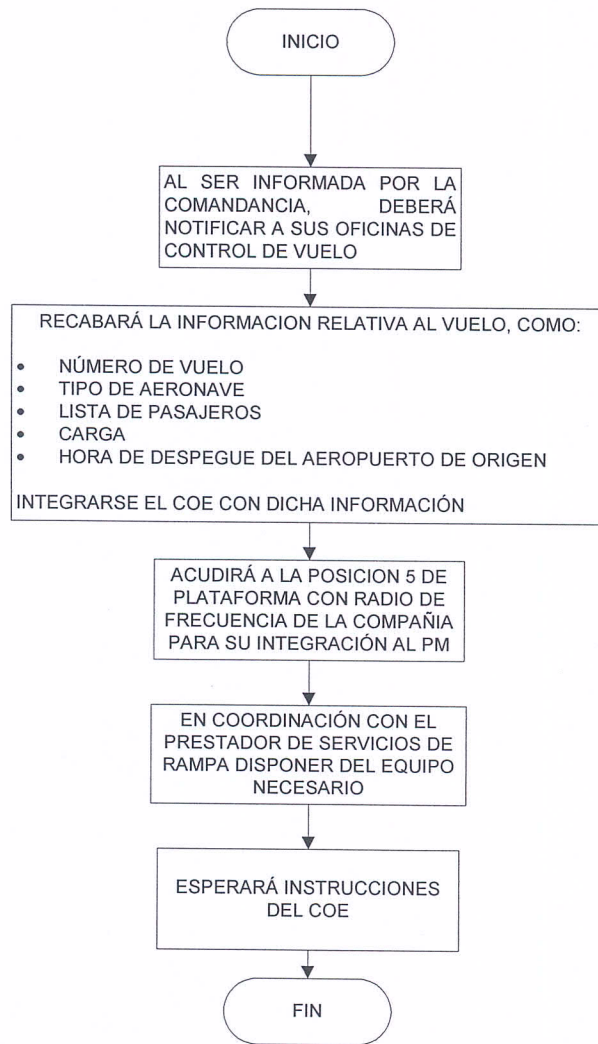 INICIO
AL SER INFORMADA POR LA
COMANDANCIA, DEBERÁ
NOTIFICAR A SUS OFICINAS DE
CONTROL DE VUELO
RECABARÁ LA INFORMACION RELATIVA AL VUELO, COMO:
• NÚMERO DE VUELO
• TIPO DE AERONAVE
• LISTA DE PASAJEROS
• CARGA
• HORA DE DESPEGUE DEL AEROPUERTO DE ORIGEN
INTEGRARSE EL COE CON DICHA INFORMACIÓN
ACUDIRÁ A LA POSICION 5 DE
PLATAFORMA CON RADIO DE
FRECUENCIA DE LA COMPAÑIA
PARA SU INTEGRACIÓN AL PM
EN COORDINACIÓN CON EL
PRESTADOR DE SERVICIOS DE
RAMPA DISPONER DEL EQUIPO
NECESARIO
ESPERARÁ INSTRUCCIONES
DEL COE
FIN